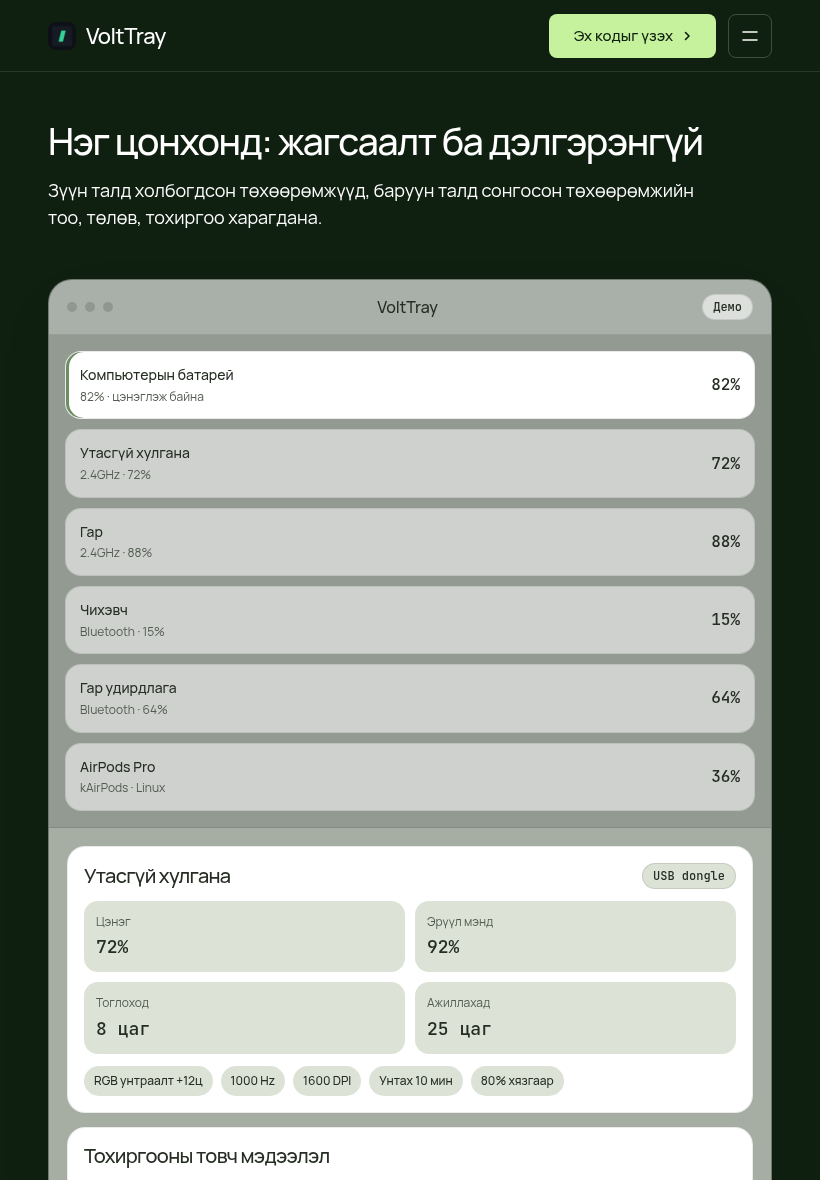 VoltTray
Эх кодыг үзэх
Нэг цонхонд: жагсаалт ба дэлгэрэнгүй
Зүүн талд холбогдсон төхөөрөмжүүд, баруун талд сонгосон төхөөрөмжийн
тоо, төлөв, тохиргоо харагдана.
VoltTray
Демо
Компьютерын батарей
82% · цэнэглэж байна
82%
Утасгүй хулгана
2.4GHz · 72%
72%
Гар
2.4GHz · 88%
88%
Чихэвч
Bluetooth · 15%
15%
Гар удирдлага
Bluetooth · 64%
64%
AirPods Pro
kAirPods · Linux
36%
Утасгүй хулгана
USB dongle
Цэнэг
72%
Эрүүл мэнд
92%
Тоглоход
8 цаг
Ажиллахад
25 цаг
RGB унтраалт +12ц
1000 Hz
1600 DPI
Унтах 10 мин
80% хязгаар
Тохиргооны товч мэдээлэл